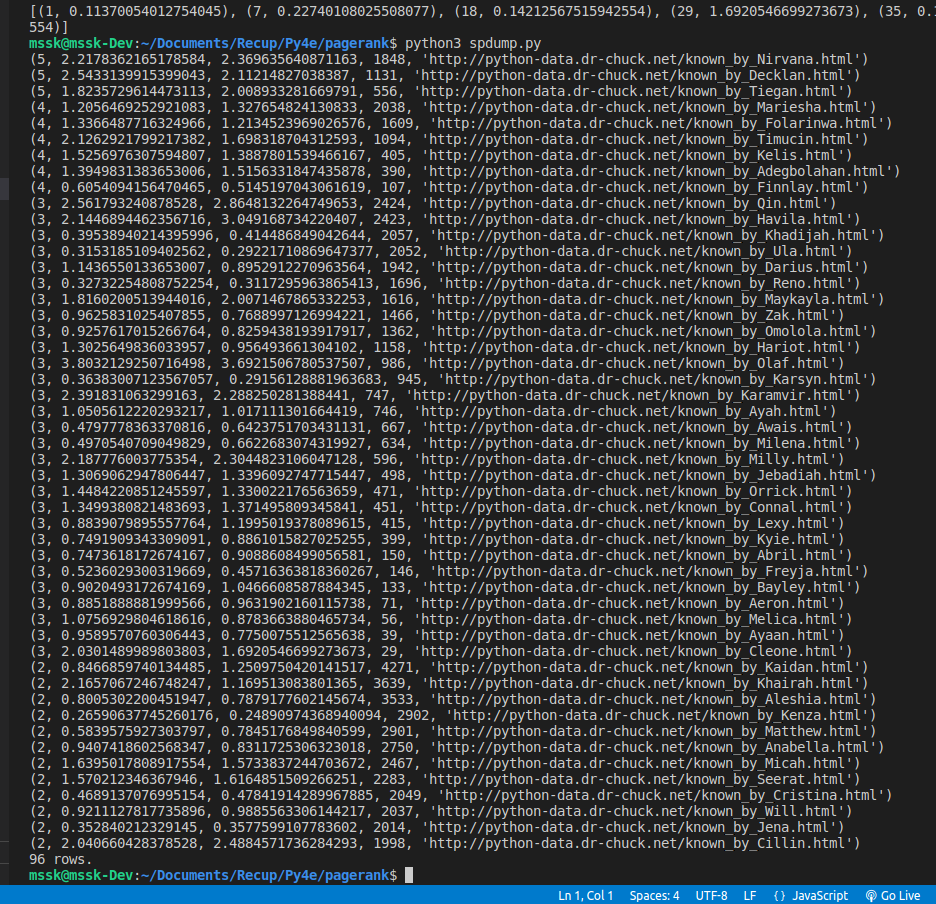 [(1, 0.11370054012754045), (7, 0.22740108025508077), (18, 0.14212567515942554), (29, 1.6920546699273673), (35, 0.1
554)]
mssk@mssk-Dev:~/Documents/Recup/Py4e/pagerank$ python3 spdump.py
(5, 2.2178362165178584, 2.369635640871163, 1848, 'http://python-data.dr-chuck.net/known_by_Nirvana.html')
(5, 2.5433139915399043, 2.11214827038387, 1131, 'http://python-data.dr-chuck.net/known_by_Decklan.html')
(5, 1.8235729614473113, 2.008933281669791, 556, 'http://python-data.dr-chuck.net/known_by_Tiegan.html')
(4, 1.2056469252921083, 1.327654824130833, 2038, 'http://python-data.dr-chuck.net/known_by_Mariesha.html')
(4, 1.3366487716324966, 1.2134523969026576, 1609, 'http://python-data.dr-chuck.net/known_by_Folarinwa.html')
(4, 2.1262921799217382, 1.698318704312593, 1094, 'http://python-data.dr-chuck.net/known_by_Timucin.html')
(4, 1.5256976307594807, 1.3887801539466167, 405, 'http://python-data.dr-chuck.net/known_by_Kelis.html')
(4, 1.3949831383653006, 1.5156331847435878, 390, 'http://python-data.dr-chuck.net/known_by_Adegbolahan.html')
(4, 0.6054094156470465, 0.5145197043061619, 107, 'http://python-data.dr-chuck.net/known_by_Finnlay.html')
(3, 2.561793240878528, 2.8648132264749653, 2424, 'http://python-data.dr-chuck.net/known_by_Qin.html')
(3, 2.1446894462356716, 3.049168734220407, 2423, 'http://python-data.dr-chuck.net/known_by_Havila.html')
(3, 0.39538940214395996, 0.414486849042644, 2057, 'http://python-data.dr-chuck.net/known_by_Khadijah.html')
(3, 0.3153185109402562, 0.29221710869647377, 2052, 'http://python-data.dr-chuck.net/known_by_Ula.html')
(3, 1.1436550133653007, 0.8952912270963564, 1942, 'http://python-data.dr-chuck.net/known_by_Darius.html')
(3, 0.32732254808752254, 0.3117295963865413, 1696, 'http://python-data.dr-chuck.net/known_by_Reno.html')
(3, 1.8160200513944016, 2.0071467865332253, 1616, 'http://python-data.dr-chuck.net/known_by_Maykayla.html')
(3, 0.9625831025407855, 0.7688997126994221, 1466, 'http://python-data.dr-chuck.net/known_by_Zak.html')
(3, 0.9257617015266764, 0.8259438193917917, 1362, 'http://python-data.dr-chuck.net/known_by_Omolola.html')
(3, 1.3025649836033957, 0.956493661304102, 1158, 'http://python-data.dr-chuck.net/known_by_Hariot.html')
(3, 3.8032129250716498, 3.6921506780537507, 986, 'http://python-data.dr-chuck.net/known_by_Olaf.html')
(3, 0.36383007123567057, 0.29156128881963683, 945, 'http://python-data.dr-chuck.net/known_by_Karsyn.html')
(3, 2.391831063299163, 2.288250281388441, 747, 'http://python-data.dr-chuck.net/known_by_Karamvir.html')
(3, 1.0505612220293217, 1.017111301664419, 746, 'http://python-data.dr-chuck.net/known_by_Ayah.html')
(3, 0.4797778363370816, 0.6423751703431131, 667, 'http://python-data.dr-chuck.net/known_by_Awais.html')
(3, 0.4970540709049829, 0.6622683074319927, 634, 'http://python-data.dr-chuck.net/known_by_Milena.html')
(3, 2.187776003775354, 2.3044823106047128, 596, 'http://python-data.dr-chuck.net/known_by_Milly.html')
(3, 1.3069062947806447, 1.3396092747715447, 498, 'http://python-data.dr-chuck.net/known_by_Jebadiah.html')
(3, 1.4484220851245597, 1.330022176563659, 471, 'http://python-data.dr-chuck.net/known_by_Orrick.html')
(3, 1.3499380821483693, 1.371495809345841, 451, 'http://python-data.dr-chuck.net/known_by_Connal.html')
(3, 0.8839079895557764, 1.1995019378089615, 415, 'http://python-data.dr-chuck.net/known_by_Lexy.html')
(3, 0.7491909343309091, 0.8861015827025255, 399, 'http://python-data.dr-chuck.net/known_by_Kyie.html')
(3, 0.7473618172674167, 0.9088608499056581, 150, 'http://python-data.dr-chuck.net/known_by_Abril.html')
(3, 0.5236029300319669, 0.45716363818360267, 146, 'http://python-data.dr-chuck.net/known_by_Freyja.html')
(3, 0.9020493172674169, 1.0466608587884345, 133, 'http://python-data.dr-chuck.net/known_by_Bayley.html')
(3, 0.8851888881999566, 0.9631902160115738, 71, 'http://python-data.dr-chuck.net/known_by_Aeron.html')
(3, 1.0756929804618616, 0.8783663880465734, 56, 'http://python-data.dr-chuck.net/known_by_Melica.html')
(3, 0.9589570760306443, 0.7750075512565638, 39, 'http://python-data.dr-chuck.net/known_by_Ayaan.html')
(3, 2.0301489989803803, 1.6920546699273673, 29, 'http://python-data.dr-chuck.net/known_by_Cleone.html')
(2, 0.8466859740134485, 1.2509750420141517, 4271, 'http://python-data.dr-chuck.net/known_by_Kaidan.html')
(2, 2.1657067246748247, 1.169513083801365, 3639, 'http://python-data.dr-chuck.net/known_by_Khairah.html')
(2, 0.8005302200451947, 0.7879177602145674, 3533, 'http://python-data.dr-chuck.net/known_by_Aleshia.html')
(2, 0.26590637745260176, 0.24890974368940094, 2902, 'http://python-data.dr-chuck.net/known_by_Kenza.html')
(2, 0.5839575927303797, 0.7845176849840599, 2901, 'http://python-data.dr-chuck.net/known_by_Matthew.html')
(2, 0.9407418602568347, 0.8311725306323018, 2750, 'http://python-data.dr-chuck.net/known_by_Anabella.html')
(2, 1.6395017808917554, 1.5733837244703672, 2467, 'http://python-data.dr-chuck.net/known_by_Micah.html')
(2, 1.570212346367946, 1.6164851509266251, 2283, 'http://python-data.dr-chuck.net/known_by_Seerat.html')
(2, 0.4689137076995154, 0.47841914289967885, 2049, 'http://python-data.dr-chuck.net/known_by_Cristina.html')
(2, 0.9211127817735896, 0.9885563306144217, 2037, 'http://python-data.dr-chuck.net/known_by_Will.html')
(2, 0.352840212329145, 0.3577599107783602, 2014, 'http://python-data.dr-chuck.net/known_by_Jena.html')
(2, 2.040660428378528, 2.4884571736284293, 1998, 'http://python-data.dr-chuck.net/known_by_Cillin.html')
96 rows.
mssk@mssk-Dev:~/Documents/Recup/Py4e/pagerank$
Ln 1, Col 1 Spaces: 4 UTF-8 LF {} JavaScript Go Live